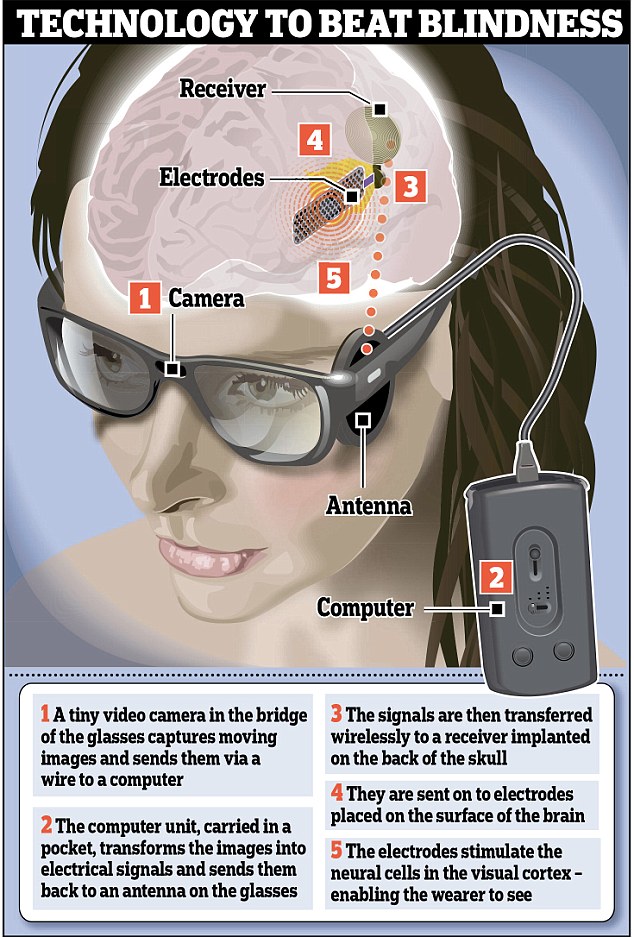 TECHNOLOGY TO BEAT BLINDNESS
Receiver
4
Electrodes
3
5
1 Camera
Antenna
2
Computer
1 A tiny video camera in the bridge
of the glasses captures moving
images and sends them via a
wire to a computer
2 The computer unit, carried in a
pocket, transforms the images into
electrical signals and sends them
back to an antenna on the glasses
3 The signals are then transferred
wirelessly to a receiver implanted
on the back of the skull
4 They are sent on to electrodes
placed on the surface of the brain
5 The electrodes stimulate the
neural cells in the visual cortex –
enabling the wearer to see